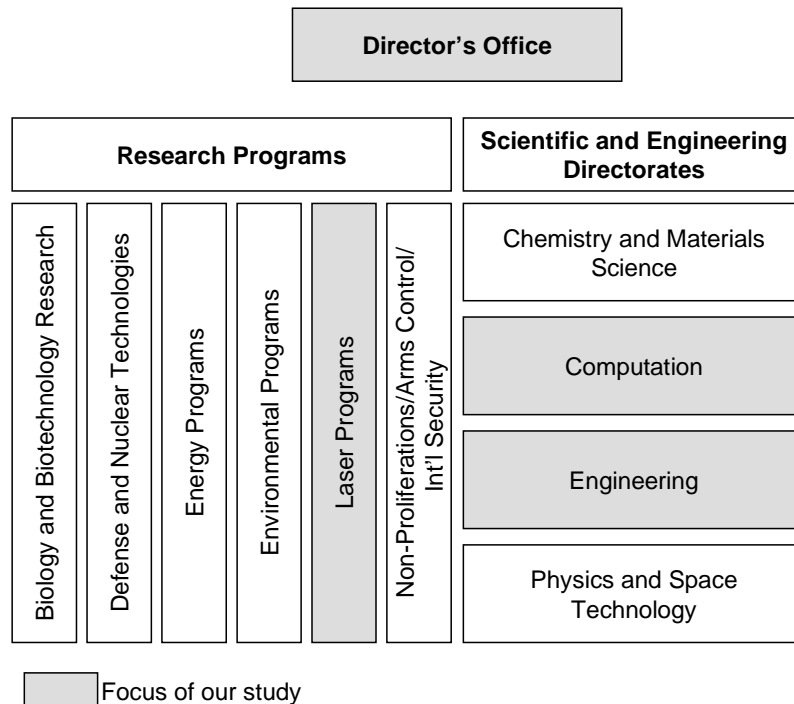 Director’s Office
Research Programs
Scientific and Engineering
Directorates
Biology and Biotechnology Research
Defense and Nuclear Technologies
Energy Programs
Environmental Programs
Laser Programs
Non-Proliferations/Arms Control/
Int’l Security
Chemistry and Materials
Science
Computation
Engineering
Physics and Space
Technology
Focus of our study